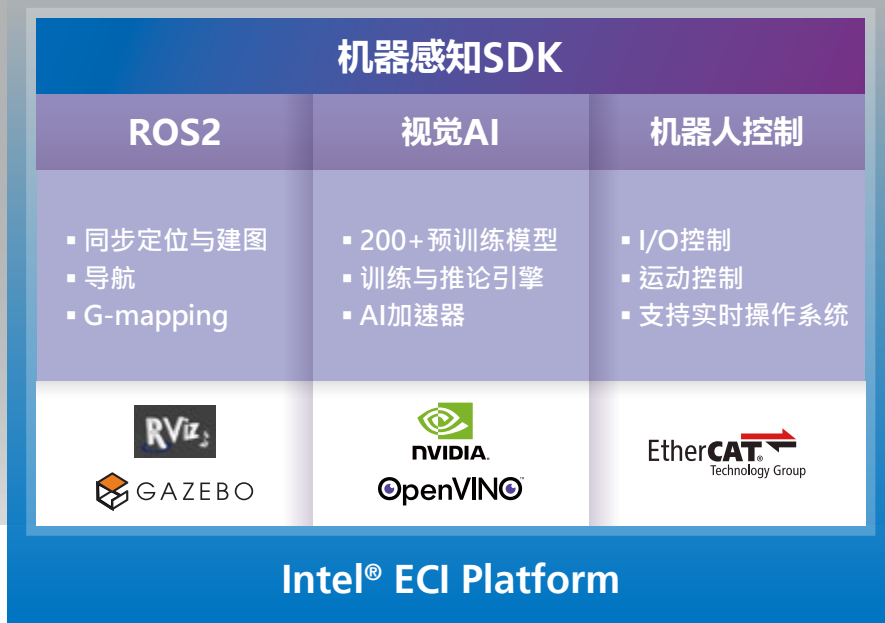 机器感知SDK
ROS2
视觉AI
机器人控制
▪ 同步定位与建图
▪ 导航
▪ G-mapping
▪ 200+预训练模型
▪ 训练与推论引擎
▪ AI加速器
▪ I/O控制
▪ 运动控制
▪ 支持实时操作系统
RViz
GAZEBO
NVIDIA.
OpenVINO™
EtherCAT®
Technology Group
Intel® ECI Platform